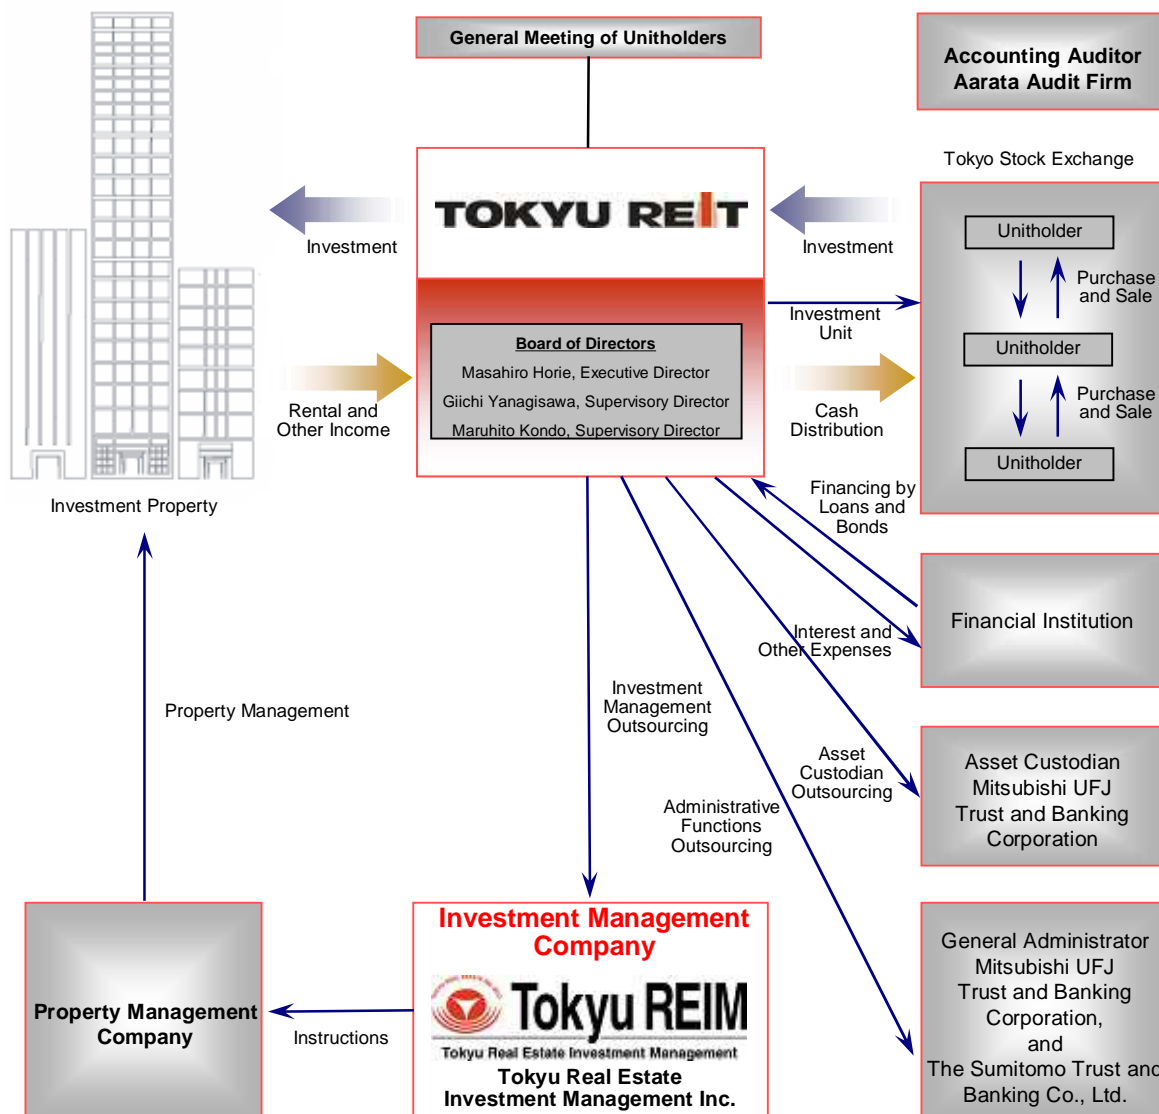 General Meeting of Unitholders
Accounting Auditor
Aarata Audit Firm
Tokyo Stock Exchange
TOKYU REIT
Investment
Investment
Unitholder
Purchase
and Sale
Investment
Unit
Unitholder
Board of Directors
Masahiro Horie, Executive Director
Giichi Yanagisawa, Supervisory Director
Maruhito Kondo, Supervisory Director
Rental and
Other Income
Cash
Distribution
Purchase
and Sale
Unitholder
Investment Property
Financing by
Loans and
Bonds
Financial Institution
Interest and
Other Expenses
Investment
Management
Outsourcing
Property Management
Asset
Custodian
Outsourcing
Asset Custodian
Mitsubishi UFJ
Trust and Banking
Corporation
Administrative
Functions
Outsourcing
Investment Management
Company
Tokyu REIM
Tokyu Real Estate Investment Management
Tokyu Real Estate
Investment Management Inc.
Property Management
Company
Instructions
General Administrator
Mitsubishi UFJ
Trust and Banking
Corporation,
and
The Sumitomo Trust and
Banking Co., Ltd.